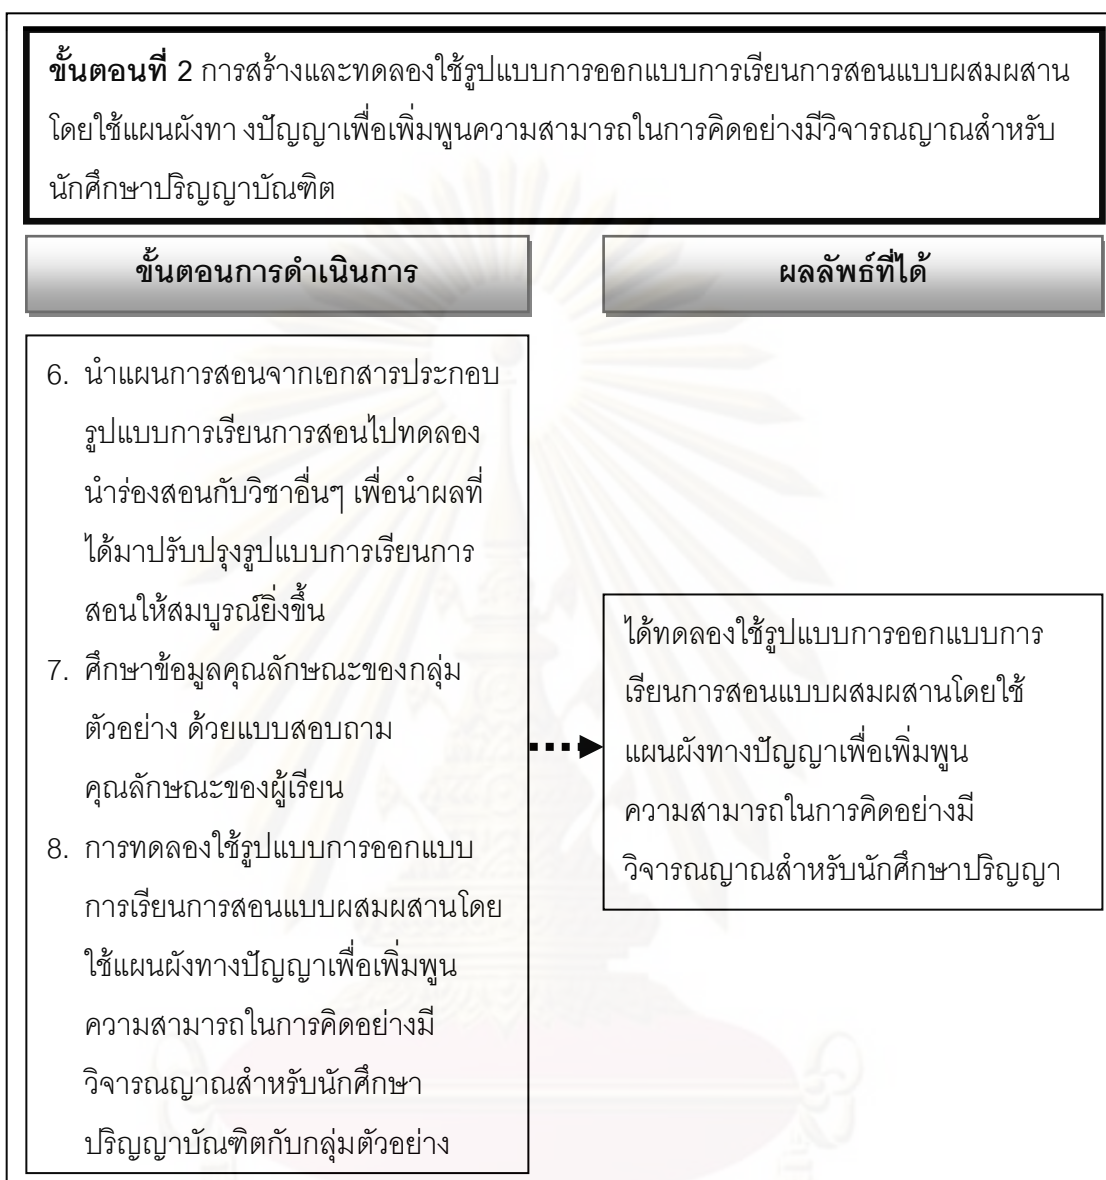 ขั้นตอนที่ 2 การสร้างและทดลองใช้รูปแบบการออกแบบการเรียนการสอนแบบผสมผสาน
โดยใช้แผนผังทา งปัญญาเพื่อเพิ่มพูนความสามารถในการคิดอย่างมีวิจารณญาณสำหรับ
นักศึกษาปริญญาบัณฑิต
ขั้นตอนการดำเนินการ
ผลลัพธ์ที่ได้
6. นำแผนการสอนจากเอกสารประกอบ
รูปแบบการเรียนการสอนไปทดลอง
นำร่องสอนกับวิชาอื่นๆ เพื่อนำผลที่
ได้มาปรับปรุงรูปแบบการเรียนการ
สอนให้สมบูรณ์ยิ่งขึ้น
7. ศึกษาข้อมูลคุณลักษณะของกลุ่ม
ตัวอย่าง ด้วยแบบสอบถาม
คุณลักษณะของผู้เรียน
8. การทดลองใช้รูปแบบการออกแบบ
การเรียนการสอนแบบผสมผสานโดย
ใช้แผนผังทางปัญญาเพื่อเพิ่มพูน
ความสามารถในการคิดอย่างมี
วิจารณญาณสำหรับนักศึกษา
ปริญญาบัณฑิตกับกลุ่มตัวอย่าง
ได้ทดลองใช้รูปแบบการออกแบบการ
เรียนการสอนแบบผสมผสานโดยใช้
แผนผังทางปัญญาเพื่อเพิ่มพูน
ความสามารถในการคิดอย่างมี
วิจารณญาณสำหรับนักศึกษาปริญญา